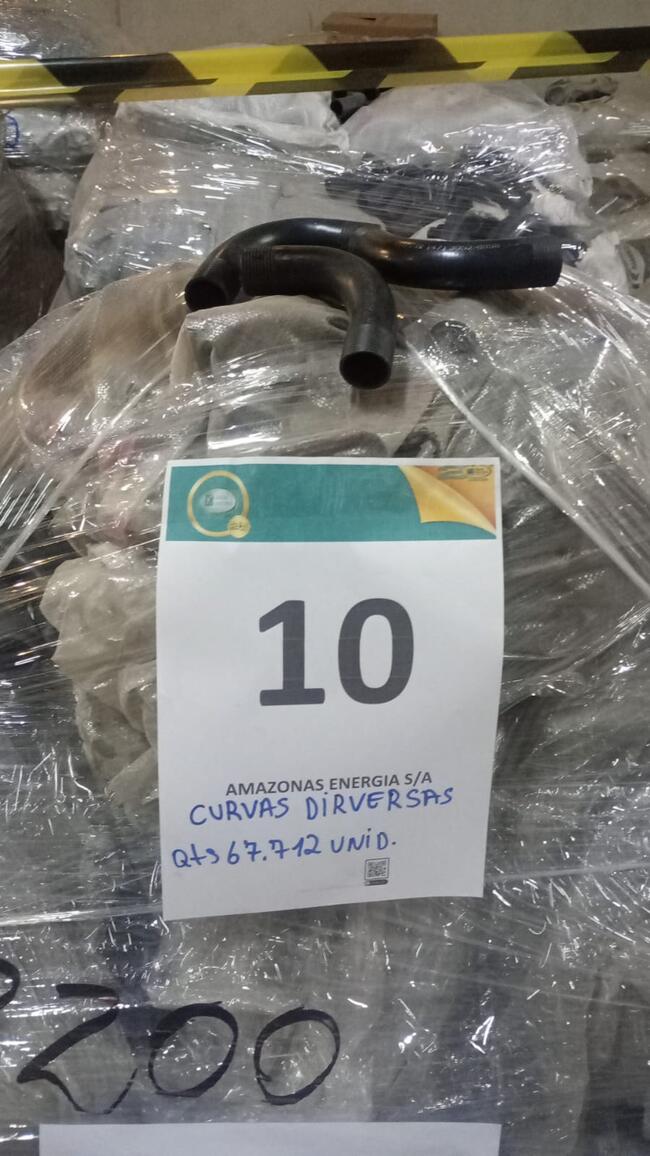 10
AMAZONAS ENERGIA S/A
CURVAS DIRVERSAS
Qts 67.712 UNID.
200